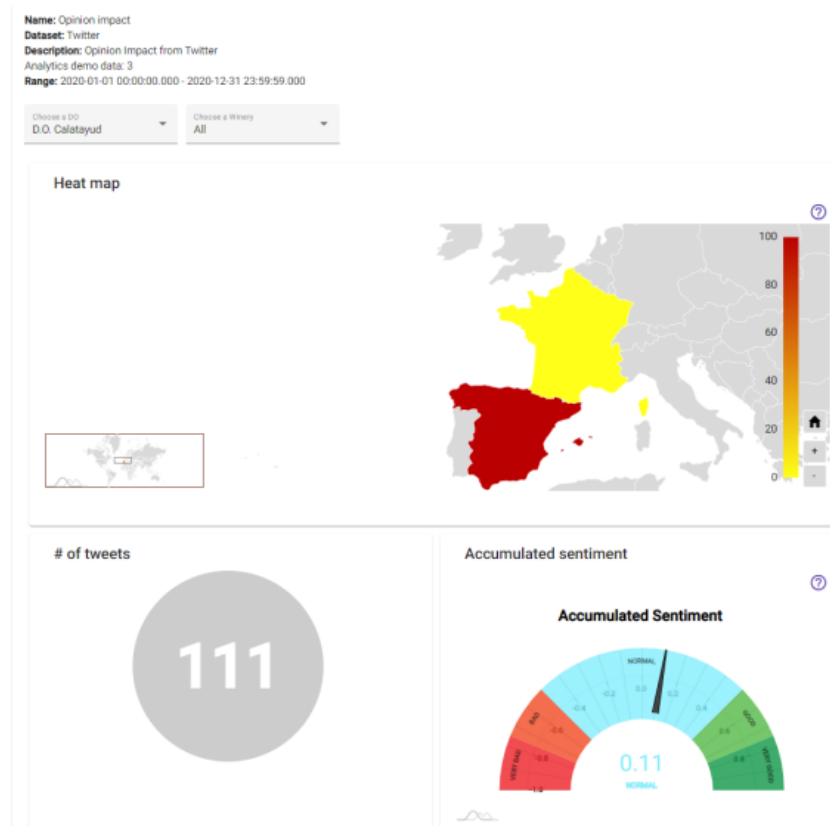 Name: Opinion impact
Dataset: Twitter
Description: Opinion Impact from Twitter
Analytics demo data: 3
Range: 2020-01-01 00:00:00.000 - 2020-12-31 23:59:59.000
Choose a DO
D.O. Calatayud
Choose a Winery
All
Heat map
100
80
60
40
20
0
+
-
# of tweets
111
Accumulated sentiment
Accumulated Sentiment
VERY BAD
BAD
NORMAL
GOOD
VERY GOOD
-1.0
-0.8
-0.6
-0.4
-0.2
0.0
0.2
0.4
0.6
0.8
0.11
NORMAL